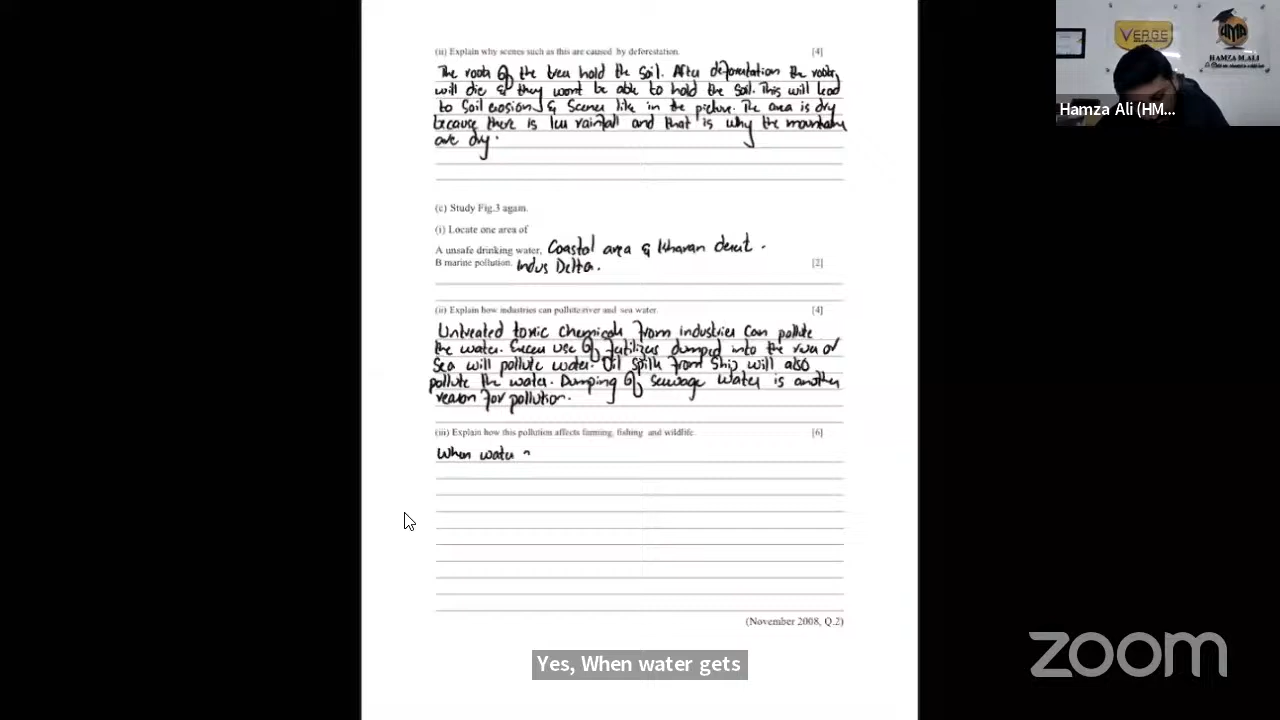 (ii) Explain why scenes such as this are caused by deforestation. [4]
The roots of the trea hold the soil. After deforestation the roots
will die & they wont be able to hold the soil. This will lead
to soil erosion & scenes like in the picture. The area is dry
because there is less rainfall and that is why the mountains
are dry.
(c) Study Fig.3 again.
(i) Locate one area of
A unsafe drinking water, Coastal area & Kharan desert.
B marine pollution. Indus Delta. [2]
(ii) Explain how industries can pollute river and sea water. [4]
Untreated toxic chemicals from industries can pollute
the water. Excess use of fertilizers dumped into the river or
sea will pollute water. Oil spills from ship will also
pollute the water. Dumping of sewage water is another
reason for pollution.
(iii) Explain how this pollution affects farming, fishing and wildlife. [6]
When water
(November 2008, Q.2)
Yes, When water gets
VERGE
HMA
HAMZA M.ALI
Hamza Ali (HM...
zoom